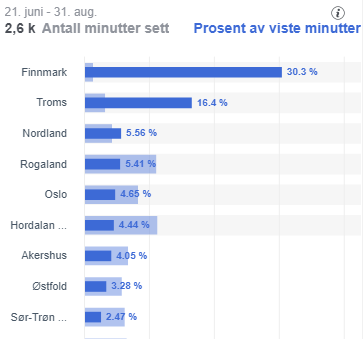 21. juni - 31. aug.
2,6 k Antall minutter sett Prosent av viste minutter
Finnmark 30.3 %
Troms 16.4 %
Nordland 5.56 %
Rogaland 5.41 %
Oslo 4.65 %
Hordalan ... 4.44 %
Akershus 4.05 %
Østfold 3.28 %
Sør-Trøn ... 2.47 %